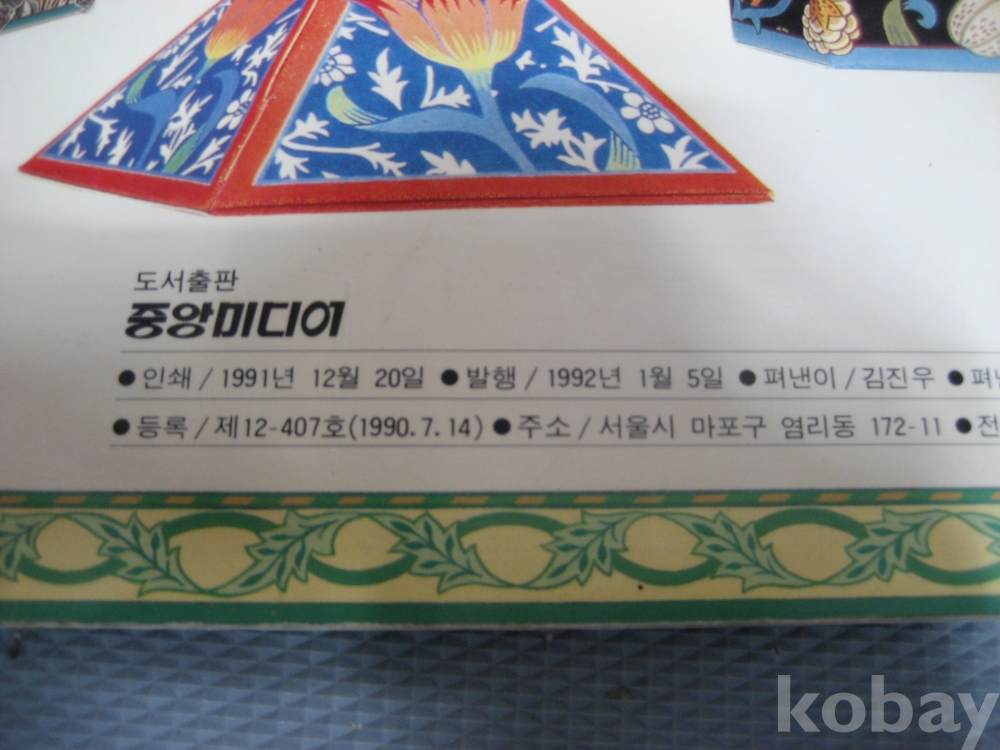 도서출판
중앙미디어
● 인쇄 / 1991년 12월 20일 ● 발행 / 1992년 1월 5일 ● 펴낸이 / 김진우 ●
● 등록 / 제12-407호(1990. 7. 14) ● 주소 / 서울시 마포구 염리동 172-11 ●
kobay